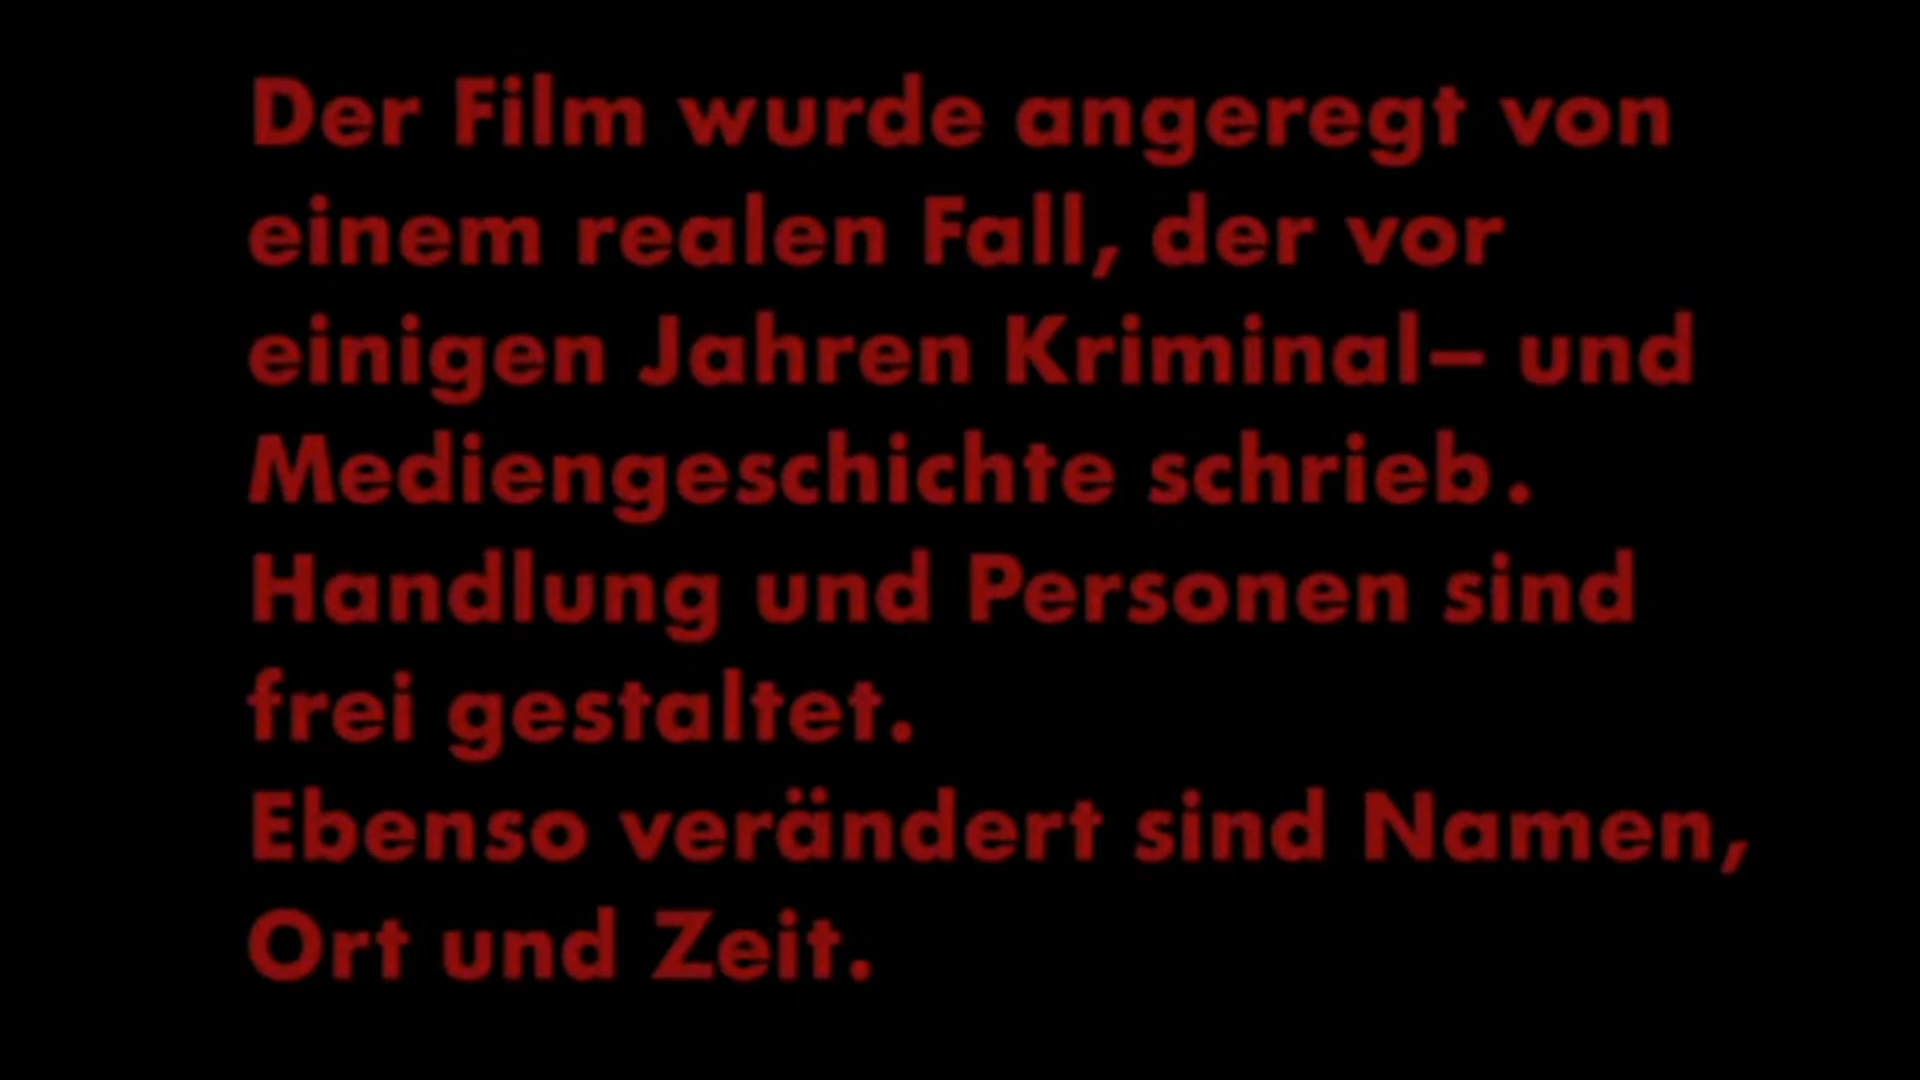 Der Film wurde angeregt von
einem realen Fall, der vor
einigen Jahren Kriminal– und
Mediengeschichte schrieb.
Handlung und Personen sind
frei gestaltet.
Ebenso verändert sind Namen,
Ort und Zeit.